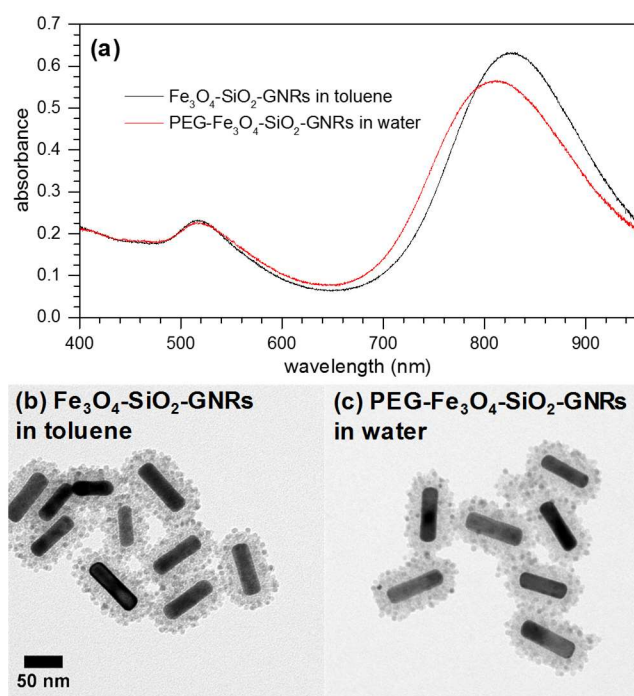 0.7
(a)
0.6
Fe₃O₄-SiO₂-GNRs in toluene
PEG-Fe₃O₄-SiO₂-GNRs in water
0.5
0.4
absorbance
0.3
0.2
0.1
0.0
400 500 600 700 800 900
wavelength (nm)
(b) Fe₃O₄-SiO₂-GNRs
in toluene
50 nm
(c) PEG-Fe₃O₄-SiO₂-GNRs
in water